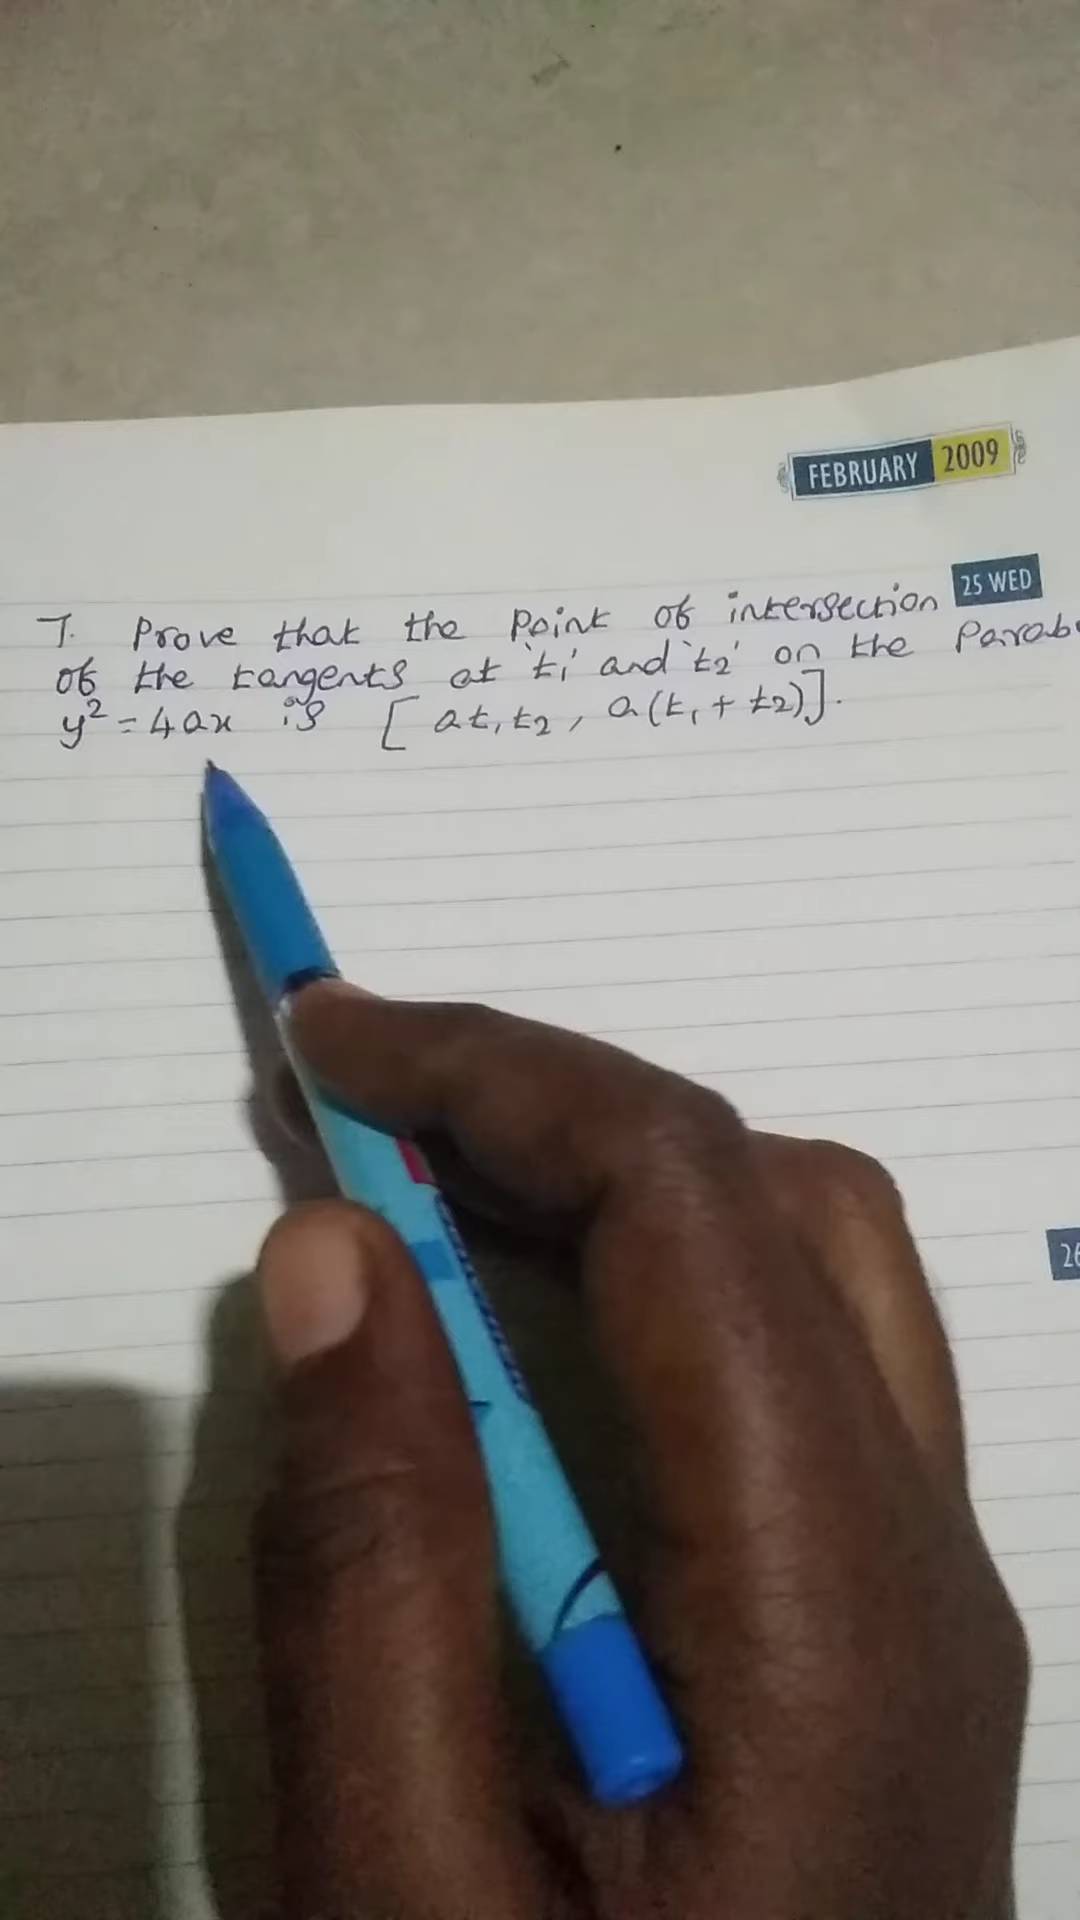 FEBRUARY 2009
25 WED
7. Prove that the point of intersection
of the tangents at 't₁' and 't₂' on the Parab
y² = 4ax is [at₁t₂, a(t₁ + t₂)].
26